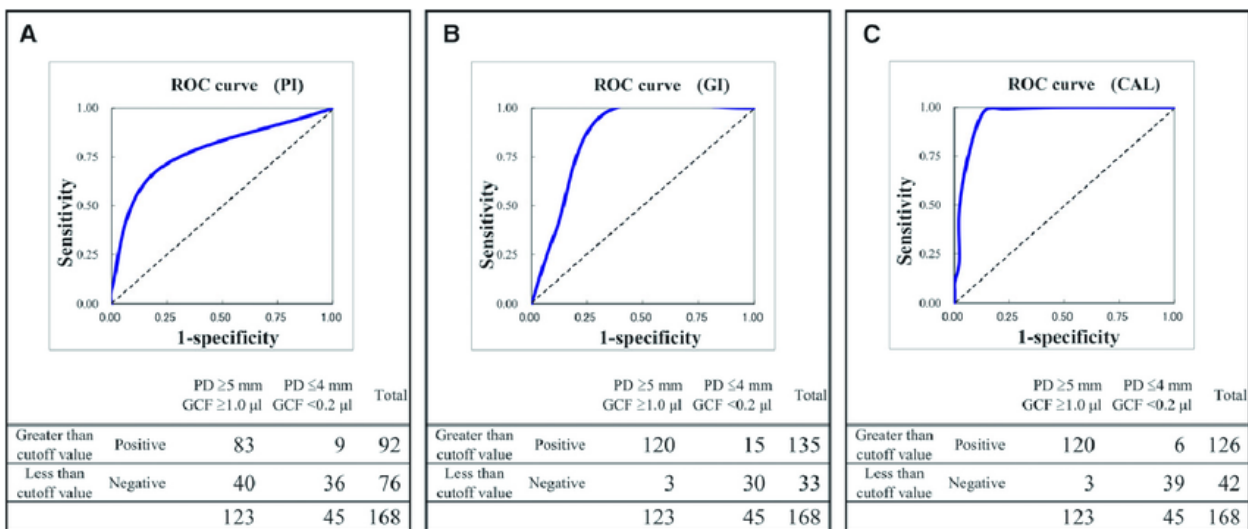 A
ROC curve (PI)
1.00
0.75
0.50
0.25
0.00
Sensitivity
0.00 0.25 0.50 0.75 1.00
1-specificity
PD ≥5 mm PD ≤4 mm Total
GCF ≥1.0 µl GCF <0.2 µl
Greater than cutoff value Positive 83 9 92
Less than cutoff value Negative 40 36 76
123 45 168
B
ROC curve (GI)
1.00
0.75
0.50
0.25
0.00
Sensitivity
0.00 0.25 0.50 0.75 1.00
1-specificity
PD ≥5 mm PD ≤4 mm Total
GCF ≥1.0 µl GCF <0.2 µl
Greater than cutoff value Positive 120 15 135
Less than cutoff value Negative 3 30 33
123 45 168
C
ROC curve (CAL)
1.00
0.75
0.50
0.25
0.00
Sensitivity
0.00 0.25 0.50 0.75 1.00
1-specificity
PD ≥5 mm PD ≤4 mm Total
GCF ≥1.0 µl GCF <0.2 µl
Greater than cutoff value Positive 120 6 126
Less than cutoff value Negative 3 39 42
123 45 168